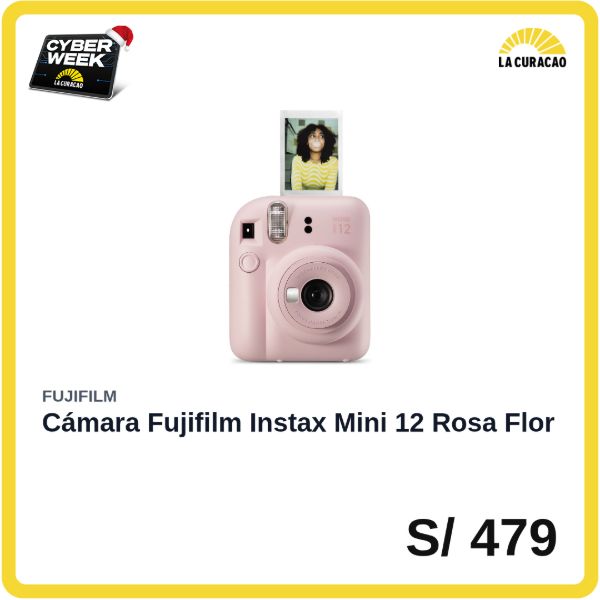 CYBER
WEEK
LA CURACAO
LA CURACAO
FUJIFILM
Cámara Fujifilm Instax Mini 12 Rosa Flor
S/ 479